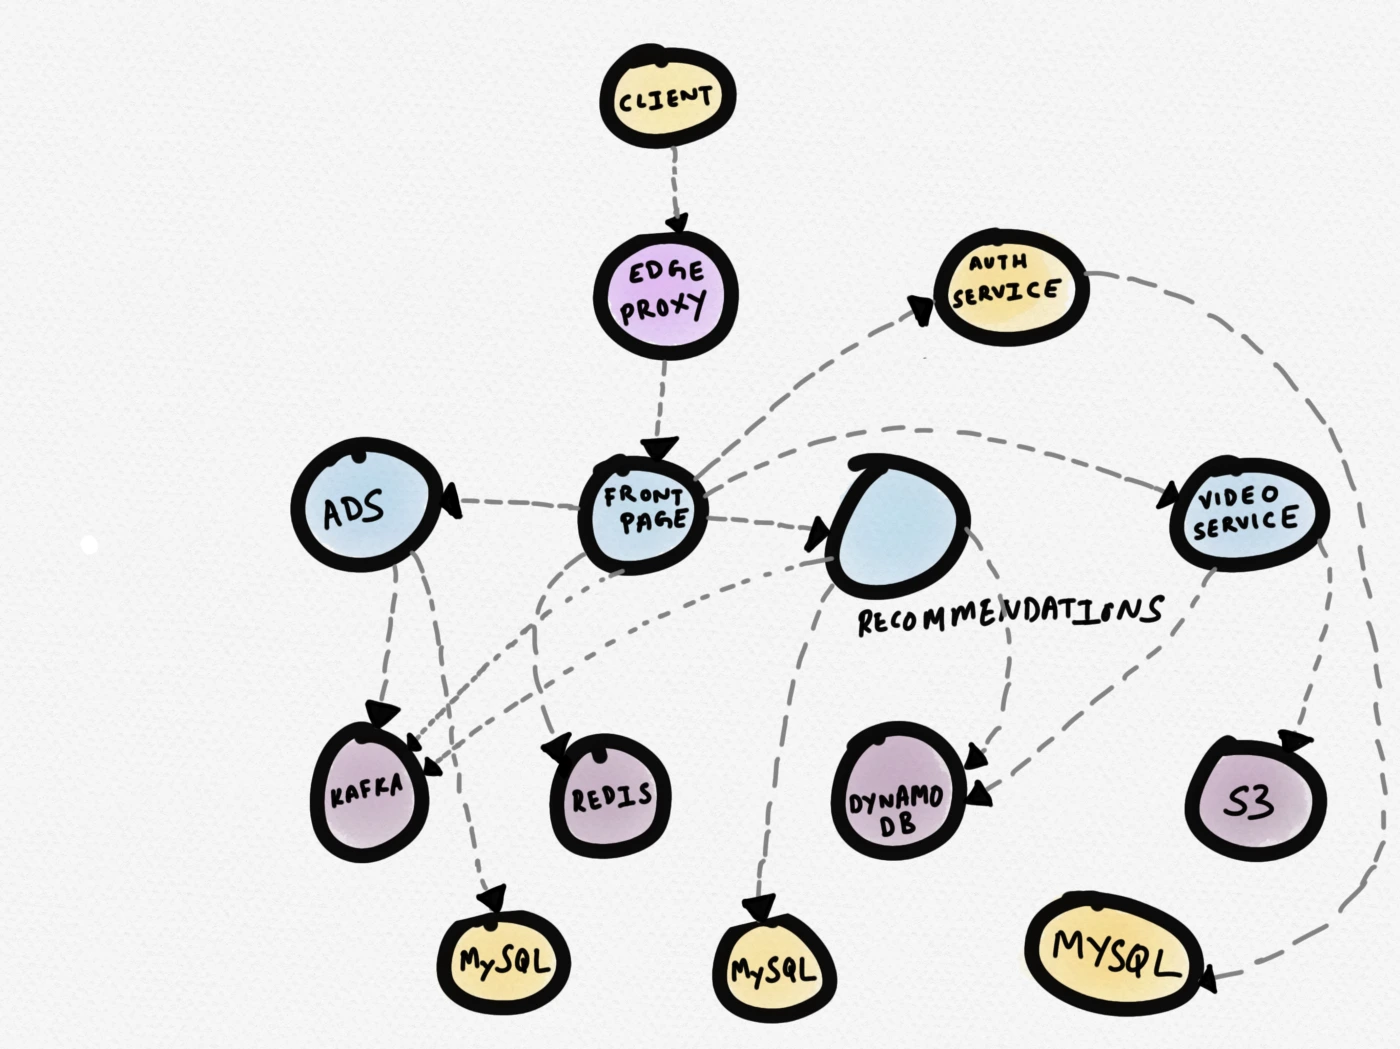 CLIENT
EDGE
PROXY
AUTH
SERVICE
ADS
FRONT
PAGE
VIDEO
SERVICE
RECOMMENDATIONS
KAFKA
REDIS
DYNAMO
DB
S3
MySQL
MySQL
MYSQL